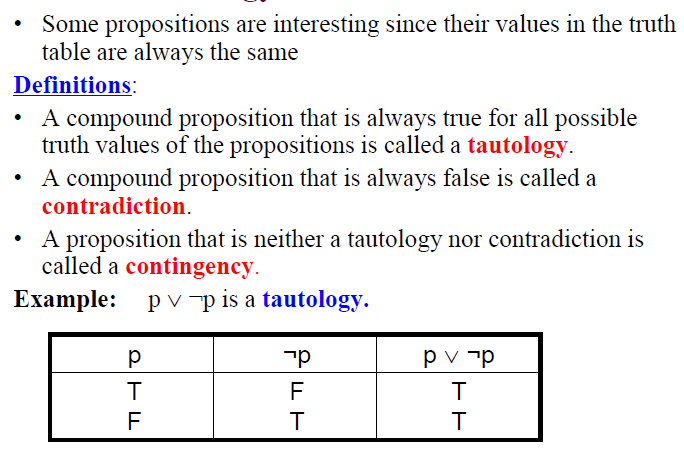 • Some propositions are interesting since their values in the truth
table are always the same
Definitions:
• A compound proposition that is always true for all possible
truth values of the propositions is called a tautology.
• A compound proposition that is always false is called a
contradiction.
• A proposition that is neither a tautology nor contradiction is
called a contingency.
Example: p ∨ ¬p is a tautology.
p ¬p p ∨ ¬p
T F T
F T T